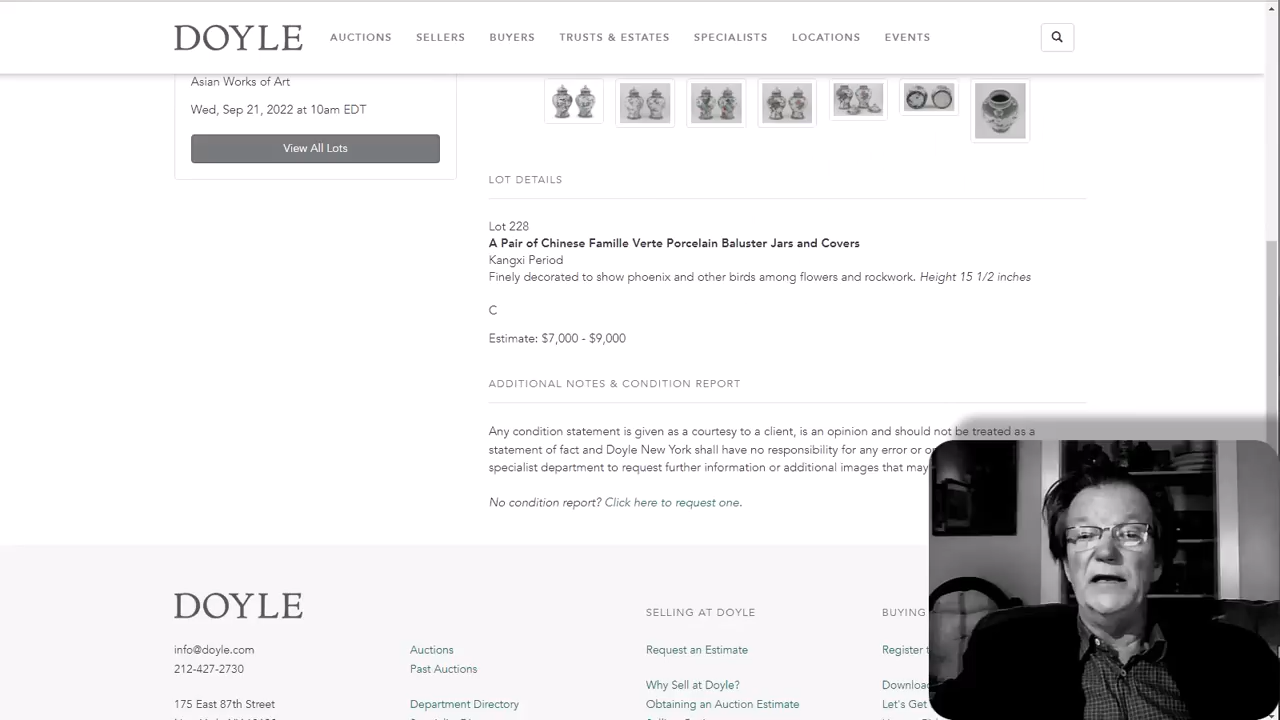 DOYLE
AUCTIONS SELLERS BUYERS TRUSTS & ESTATES SPECIALISTS LOCATIONS EVENTS
Asian Works of Art
Wed, Sep 21, 2022 at 10am EDT
View All Lots
LOT DETAILS
Lot 228
A Pair of Chinese Famille Verte Porcelain Baluster Jars and Covers
Kangxi Period
Finely decorated to show phoenix and other birds among flowers and rockwork. Height 15 1/2 inches
C
Estimate: $7,000 - $9,000
ADDITIONAL NOTES & CONDITION REPORT
Any condition statement is given as a courtesy to a client, is an opinion and should not be treated as a
statement of fact and Doyle New York shall have no responsibility for any error or
specialist department to request further information or additional images that may
No condition report? Click here to request one.
DOYLE
info@doyle.com
212-427-2730
175 East 87th Street
Auctions
Past Auctions
Department Directory
SELLING AT DOYLE
Request an Estimate
Why Sell at Doyle?
Obtaining an Auction Estimate
BUYING
Register
Let's Get